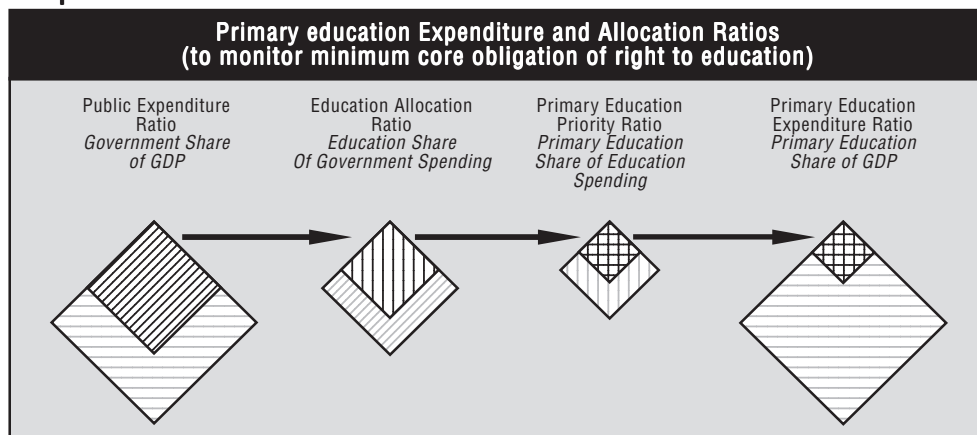 Primary education Expenditure and Allocation Ratios
(to monitor minimum core obligation of right to education)
Public Expenditure
Ratio
Government Share
of GDP
Education Allocation
Ratio
Education Share
Of Government Spending
Primary Education
Priority Ratio
Primary Education
Share of Education
Spending
Primary Education
Expenditure Ratio
Primary Education
Share of GDP